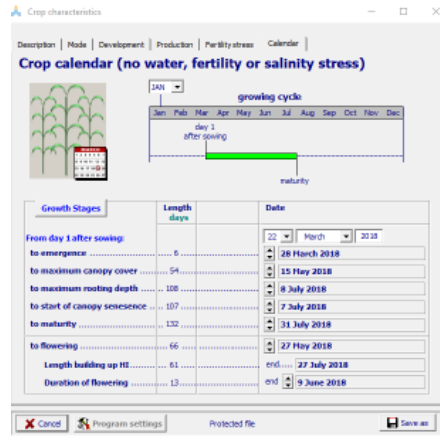 Crop characteristics
Description Mode Development Production Fertility stress Calendar
Crop calendar (no water, fertility or salinity stress)
JAN
growing cycle
Jan Feb Mar Apr May Jun Jul Aug Sep Oct Nov Dec
day 1
after sowing
maturity
Growth Stages Length Date
days
From day 1 after sowing: 22 March 2018
to emergence 6 28 March 2018
to maximum canopy cover 54 15 May 2018
to maximum rooting depth 108 8 July 2018
to start of canopy senesence 107 7 July 2018
to maturity 132 31 July 2018
to flowering 66 27 May 2018
Length building up HI 61 end 27 July 2018
Duration of flowering 13 end 9 June 2018
Cancel Program settings Protected file Save as